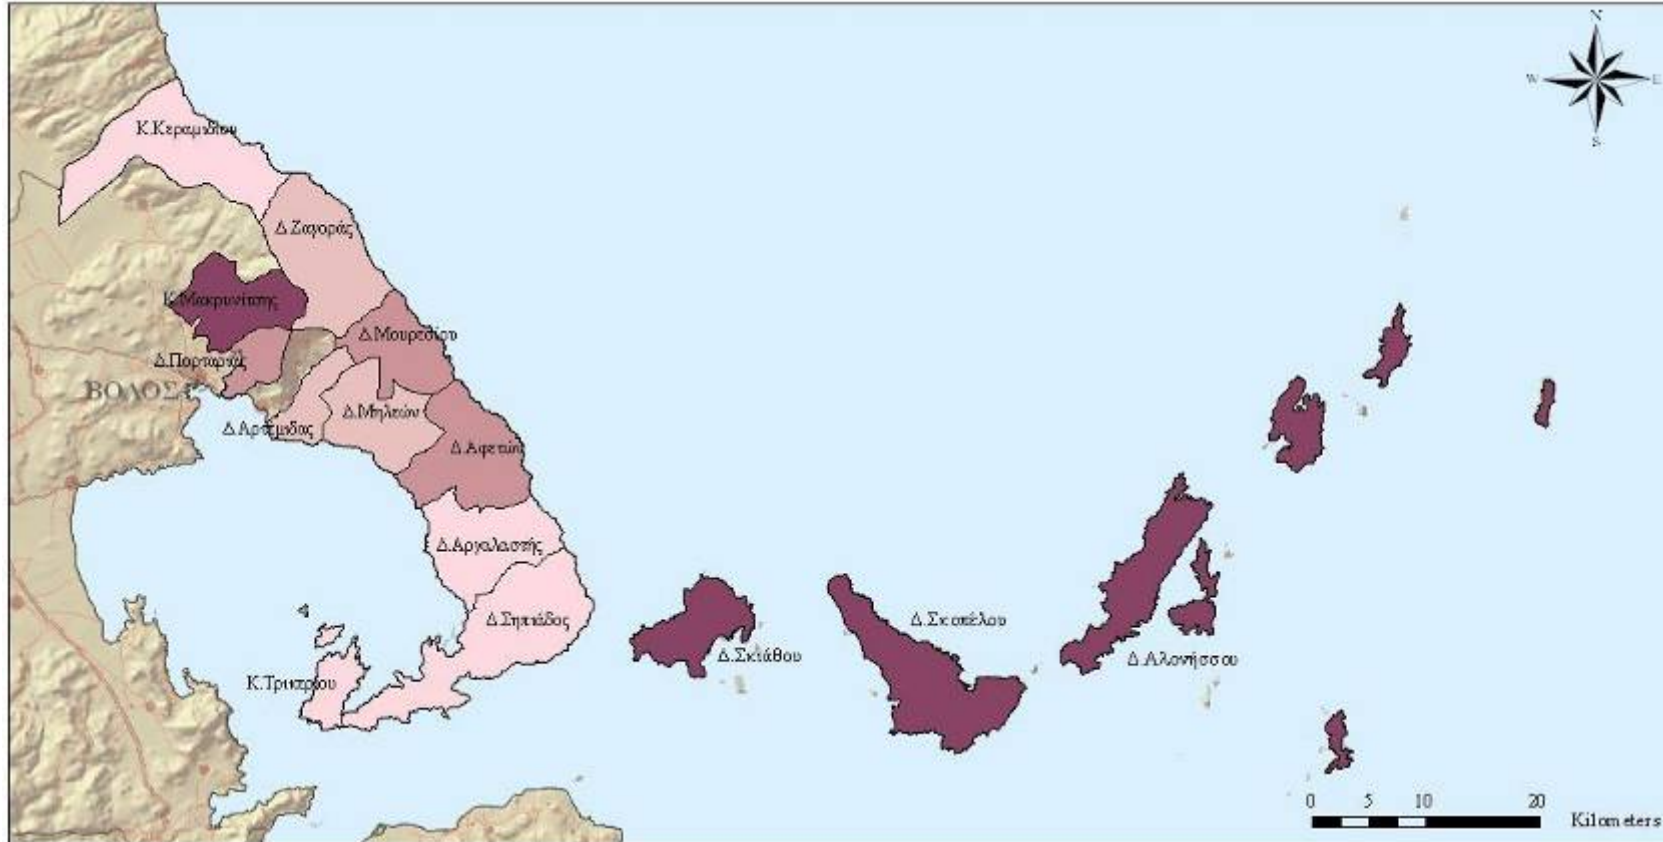 N
W E
S
Κ.Κεραμιδίου
Δ.Ζαγοράς
Κ.Μακρυνίτσης
Δ.Μουρεσίου
Δ.Πορταριάς
ΒΟΛΟΣ
Δ.Μηλεών
Δ.Αρτέμιδας
Δ.Αφετών
Δ.Αργαλαστής
Δ.Σηπιάδος
Δ.Σκοπέλου
Δ.Σκιάθου
Δ.Αλοννήσου
Κ.Τρικερίου
0 5 10 20
Kilometers